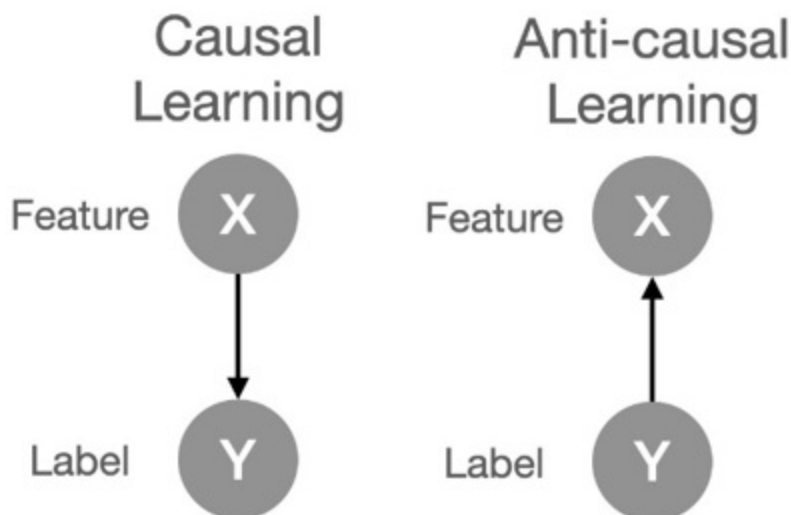 Causal
Learning
Feature
X
Label
Y
Anti-causal
Learning
Feature
X
Label
Y